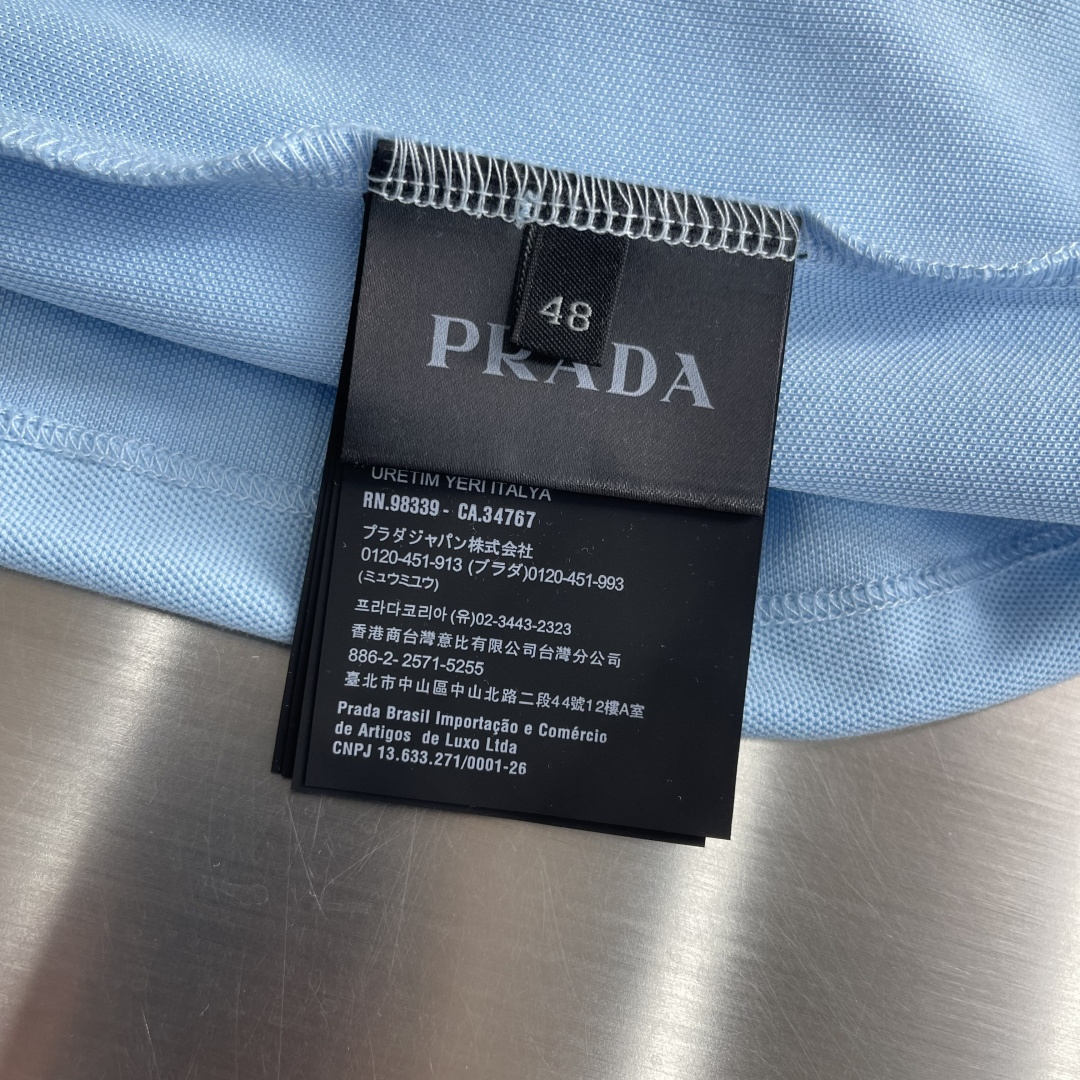 48
PRADA
URETIM YERI ITALYA
RN.98339 - CA.34767
プラダジャパン株式会社
0120-451-913 (プラダ)0120-451-993
(ミュウミユウ)
프라다코리아(유)02-3443-2323
香港商台灣意比有限公司台灣分公司
886-2- 2571-5255
臺北市中山區中山北路二段44號12樓A室
Prada Brasil Importação e Comércio
de Artigos de Luxo Ltda
CNPJ 13.633.271/0001-26